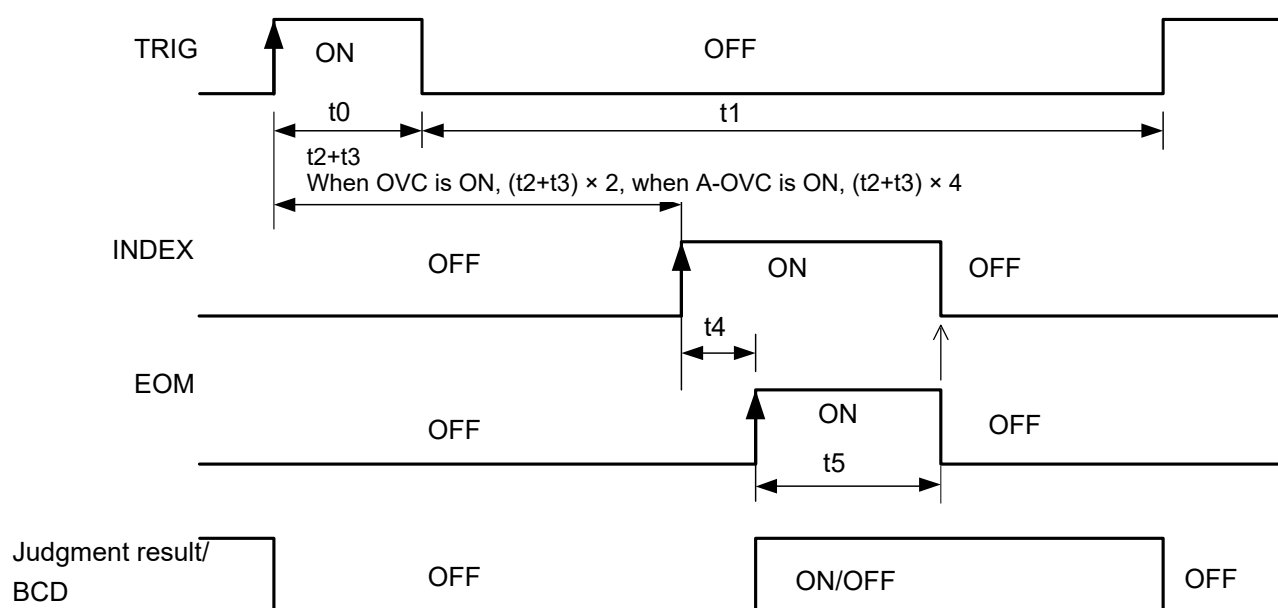 TRIG
ON
OFF
t0
t1
t2+t3
When OVC is ON, (t2+t3) × 2, when A-OVC is ON, (t2+t3) × 4
INDEX
OFF
ON
OFF
t4
EOM
OFF
ON
OFF
t5
Judgment result/
BCD
OFF
ON/OFF
OFF